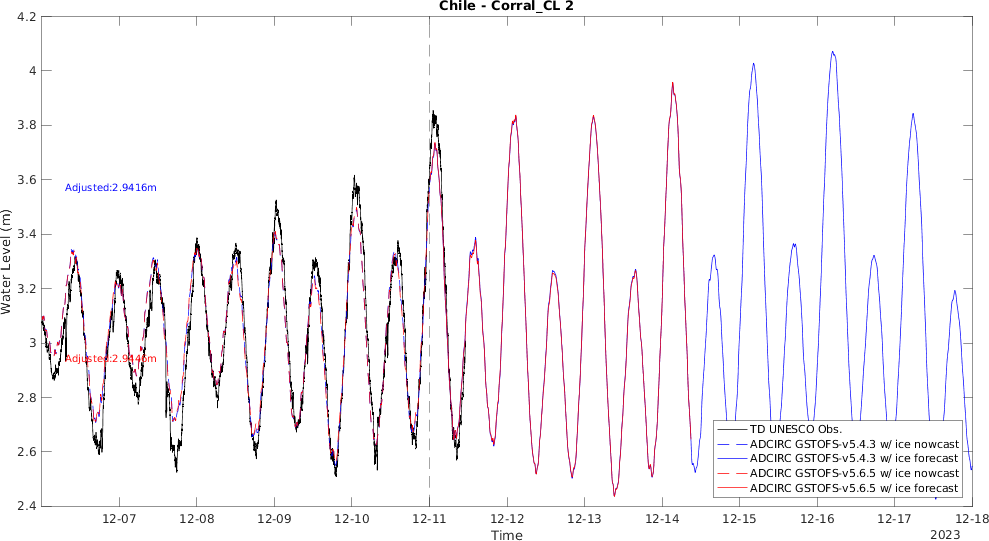 Chile - Corral_CL 2
4.2
4
3.8
3.6
3.4
3.2
3
2.8
2.6
2.4
Water Level (m)
Adjusted:2.9416m
Adjusted:2.9446m
TD UNESCO Obs.
ADCIRC GSTOFS-v5.4.3 w/ ice nowcast
ADCIRC GSTOFS-v5.4.3 w/ ice forecast
ADCIRC GSTOFS-v5.6.5 w/ ice nowcast
ADCIRC GSTOFS-v5.6.5 w/ ice forecast
12-07 12-08 12-09 12-10 12-11 12-12 12-13 12-14 12-15 12-16 12-17 12-18
Time
2023